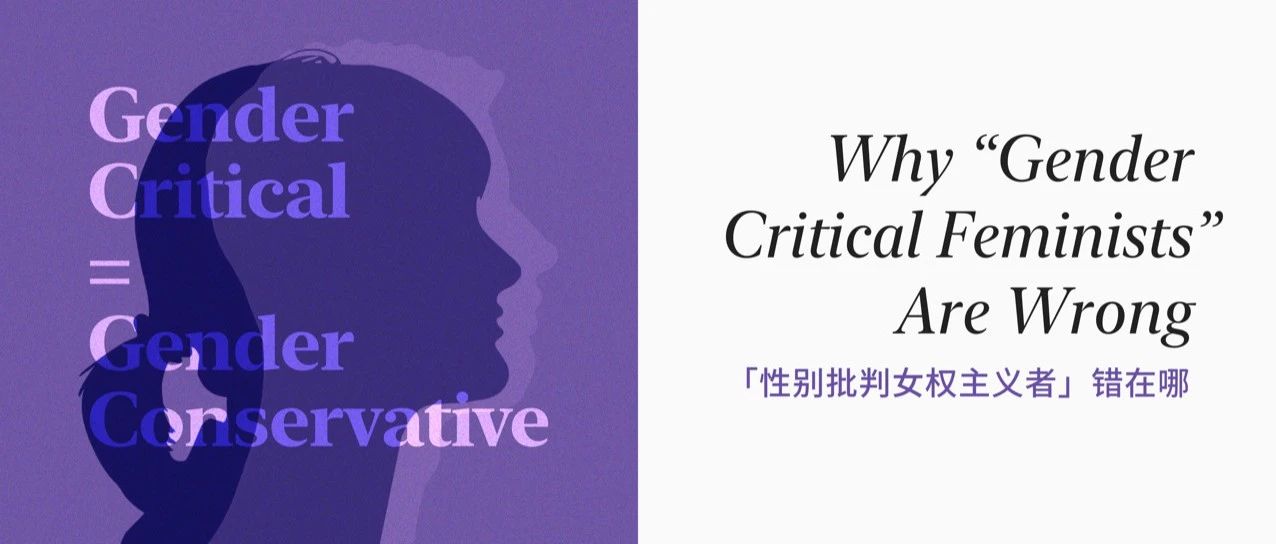 Gender
Critical
=
Gender
Conservative
Why “Gender
Critical Feminists”
Are Wrong
「性别批判女权主义者」错在哪